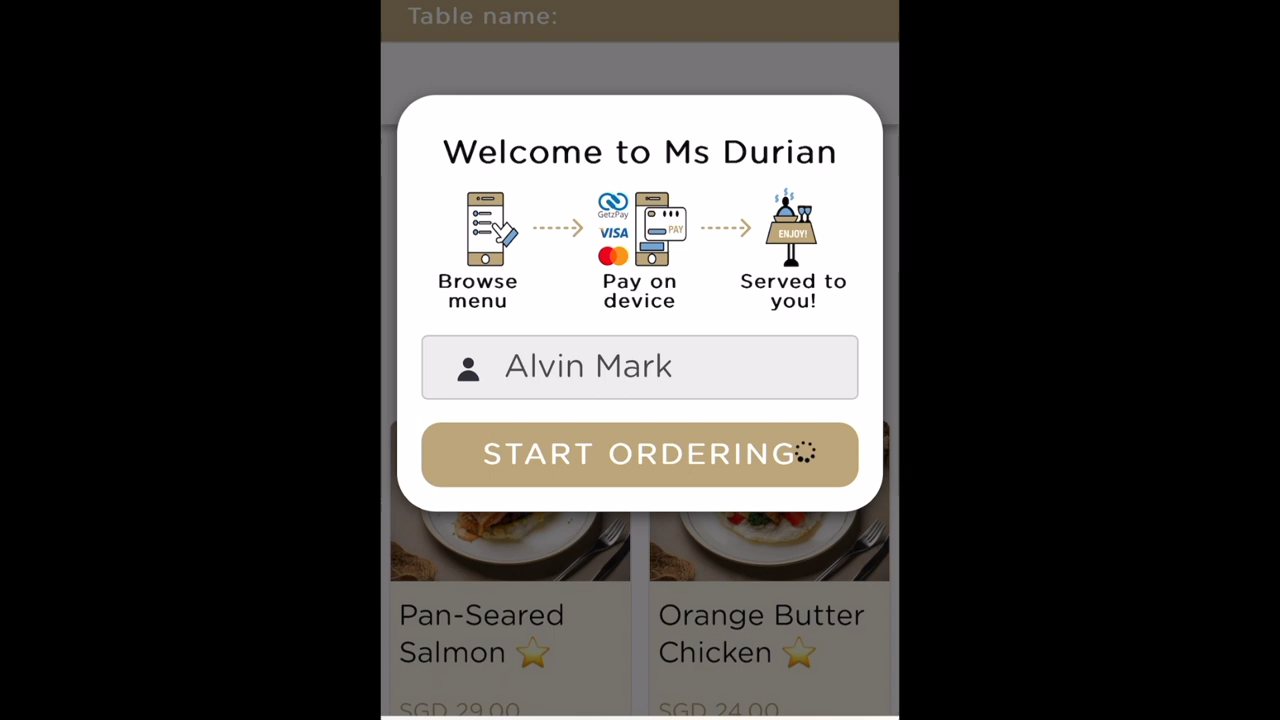 Table name:
Welcome to Ms Durian
GetzPay
VISA
PAY
ENJOY!
Browse
menu
Pay on
device
Served to
you!
Alvin Mark
START ORDERING
Pan-Seared
Salmon ⭐
Orange Butter
Chicken ⭐
SGD 29.00
SGD 24.00